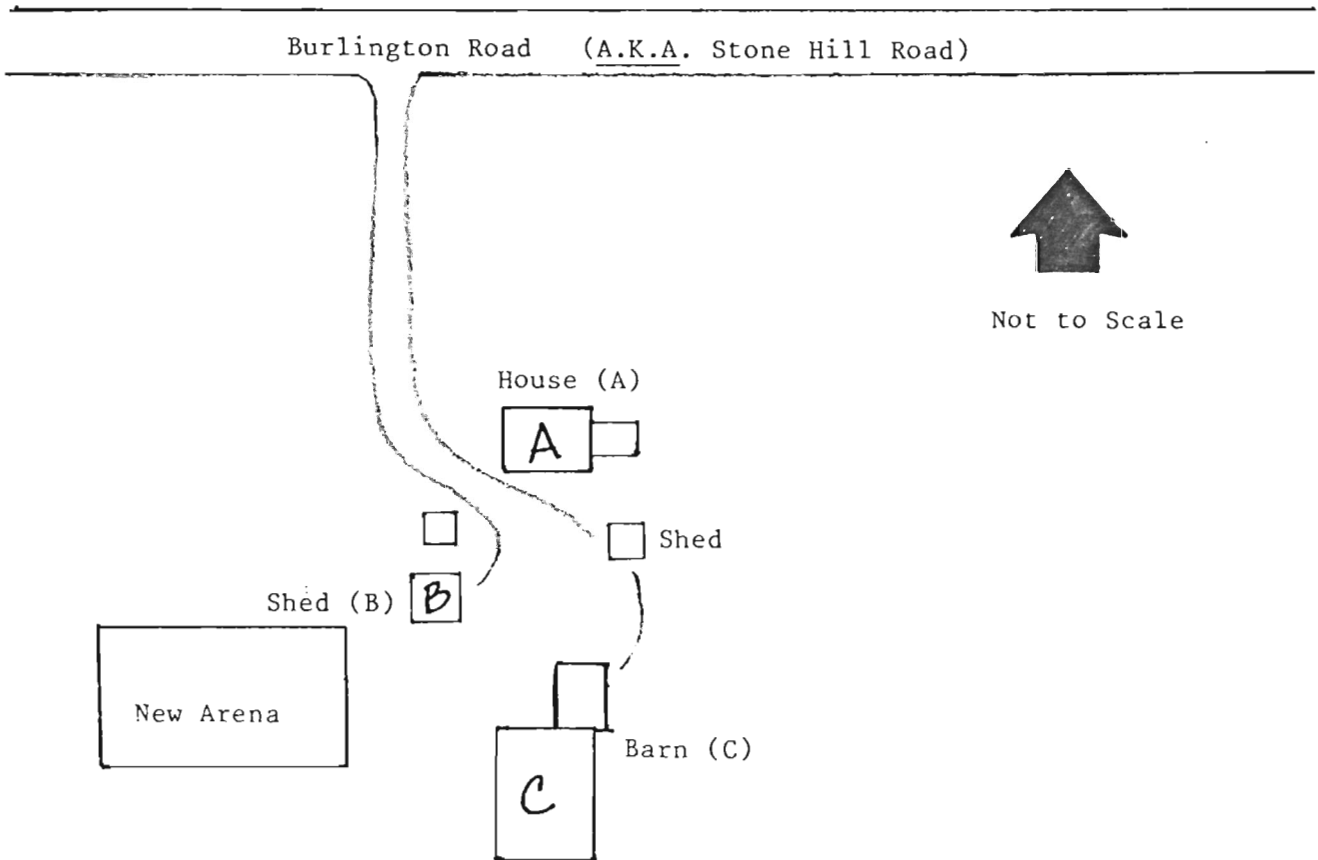 Burlington Road (A.K.A. Stone Hill Road)
Not to Scale
House (A)
A
Shed
Shed (B)
B
New Arena
Barn (C)
C